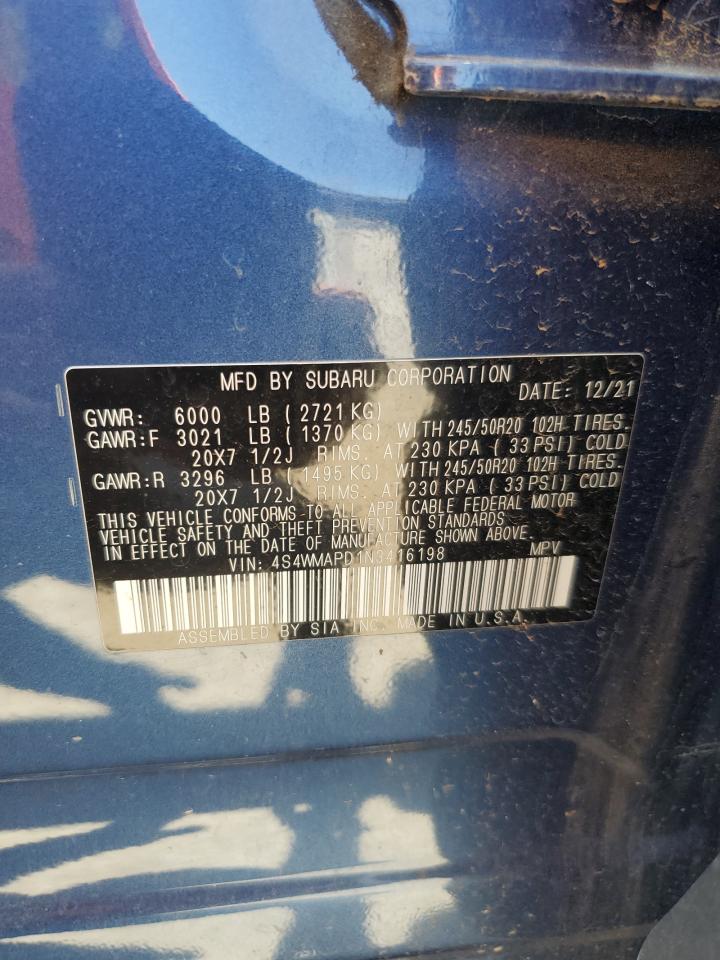 MFD BY SUBARU CORPORATION DATE: 12/21
GVWR: 6000 LB ( 2721 KG)
GAWR:F 3021 LB ( 1370 KG) WITH 245/50R20 102H TIRES.
20X7 1/2J RIMS. AT 230 KPA ( 33 PSI) COLD
GAWR:R 3296 LB ( 1495 KG) WITH 245/50R20 102H TIRES.
20X7 1/2J RIMS. AT 230 KPA ( 33 PSI) COLD
THIS VEHICLE CONFORMS TO ALL APPLICABLE FEDERAL MOTOR
VEHICLE SAFETY AND THEFT PREVENTION STANDARDS
IN EFFECT ON THE DATE OF MANUFACTURE SHOWN ABOVE.
VIN: 4S4WMAPD1N3416198 MPV
ASSEMBLED BY SIA INC. MADE IN U.S.A.